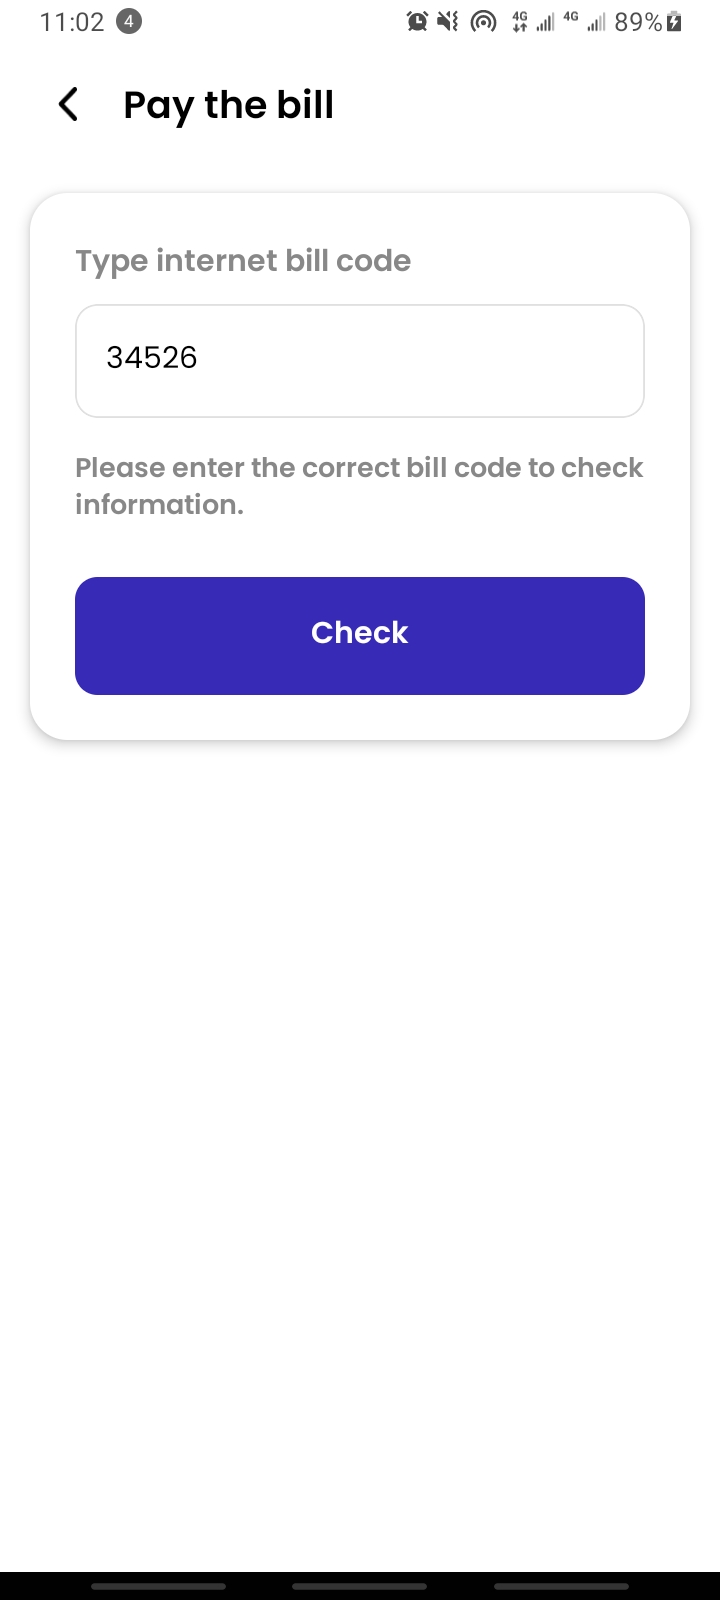 11:02 4 4G 4G 89%
Pay the bill
Type internet bill code
34526
Please enter the correct bill code to check
information.
Check